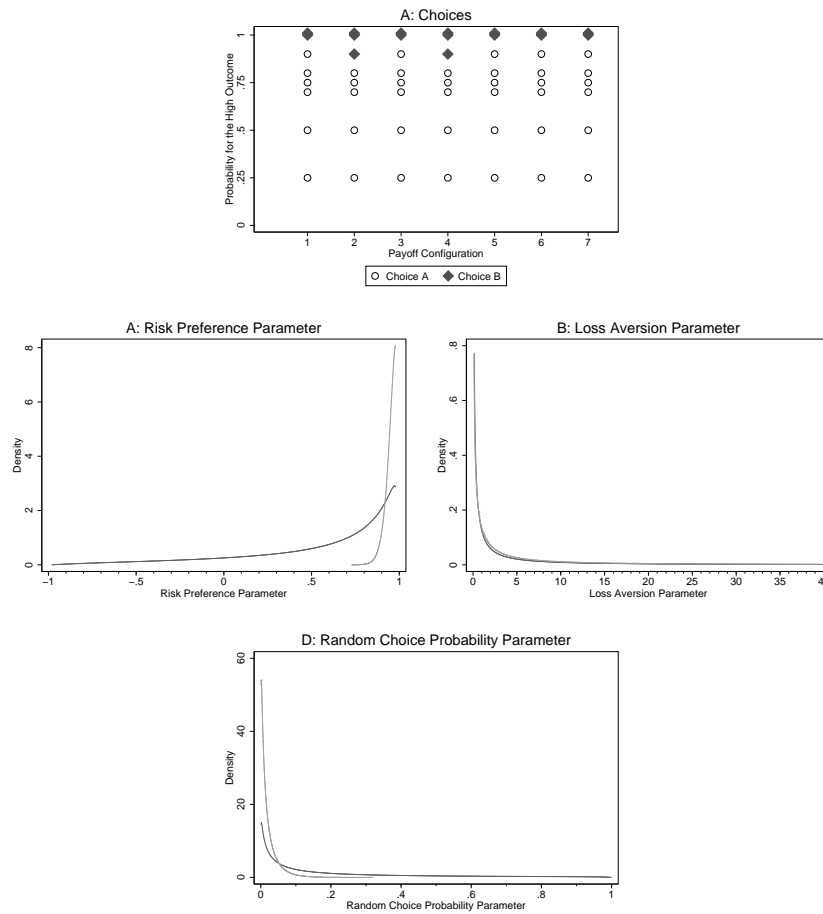 A: Choices
Probability for the High Outcome
1
.75
.5
.25
0
1 2 3 4 5 6 7
Payoff Configuration
Choice A Choice B
A: Risk Preference Parameter
Density
8
6
4
2
0
−1 −.5 0 .5 1
Risk Preference Parameter
B: Loss Aversion Parameter
Density
.8
.6
.4
.2
0
0 5 10 15 20 25 30 35 40
Loss Aversion Parameter
D: Random Choice Probability Parameter
Density
60
40
20
0
0 .2 .4 .6 .8 1
Random Choice Probability Parameter